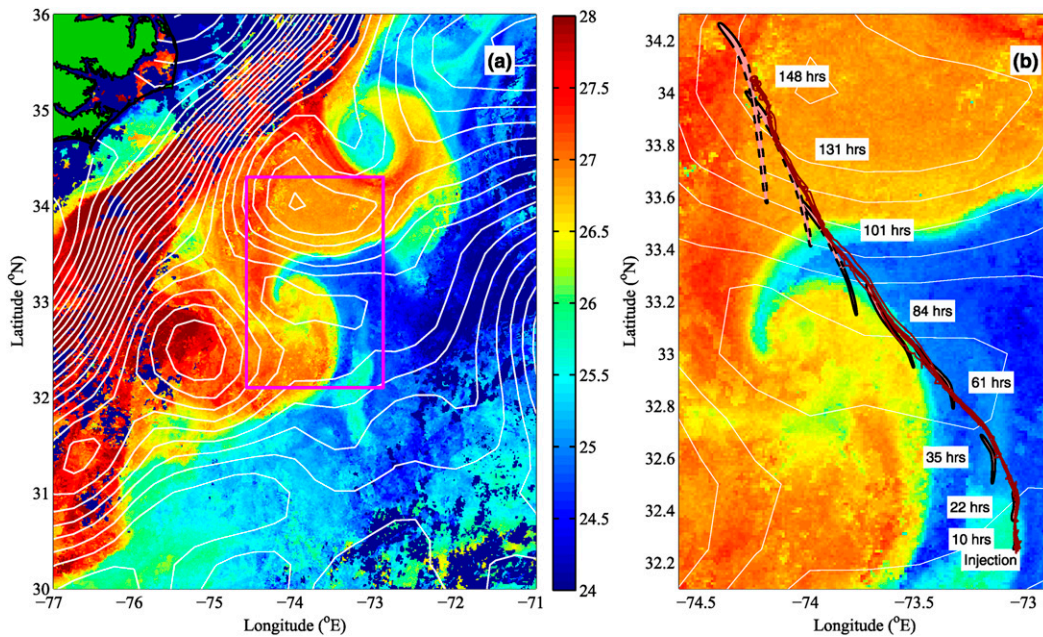 (a)
36
35
34
33
32
31
30
Latitude (°N)
−77
−76
−75
−74
−73
−72
−71
Longitude (°E)
28
27.5
27
26.5
26
25.5
25
24.5
24
(b)
34.2
34
33.8
33.6
33.4
33.2
33
32.8
32.6
32.4
32.2
Latitude (°N)
−74.5
−74
−73.5
−73
Longitude (°E)
148 hrs
131 hrs
101 hrs
84 hrs
61 hrs
35 hrs
22 hrs
10 hrs
Injection